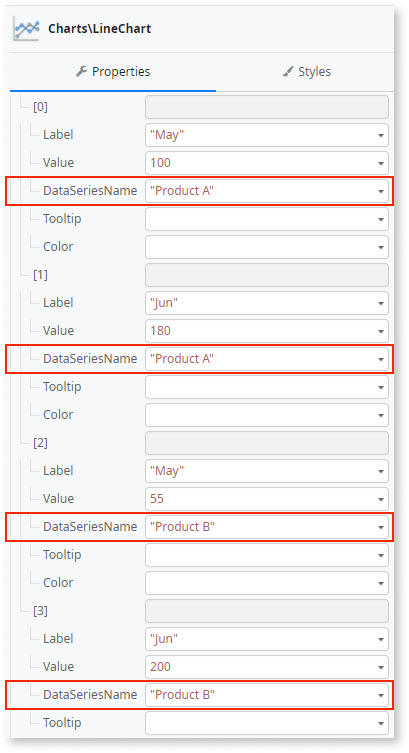 Charts\LineChart
Properties Styles
[0]
Label "May"
Value 100
DataSeriesName "Product A"
Tooltip
Color
[1]
Label "Jun"
Value 180
DataSeriesName "Product A"
Tooltip
Color
[2]
Label "May"
Value 55
DataSeriesName "Product B"
Tooltip
Color
[3]
Label "Jun"
Value 200
DataSeriesName "Product B"
Tooltip